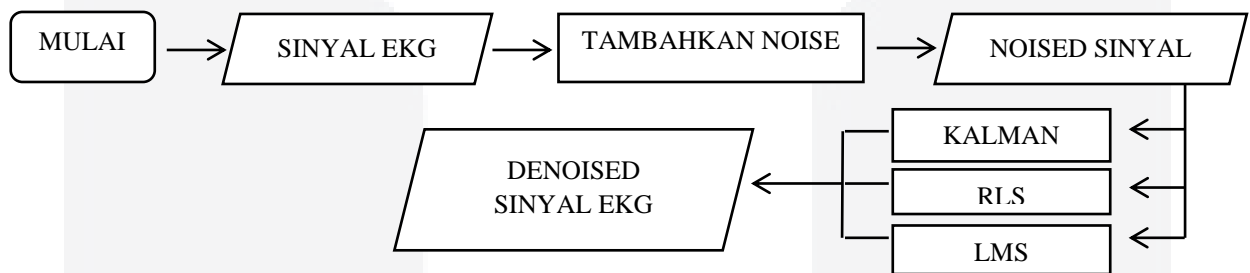 MULAI
SINYAL EKG
TAMBAHKAN NOISE
NOISED SINYAL
KALMAN
RLS
LMS
DENOISED
SINYAL EKG